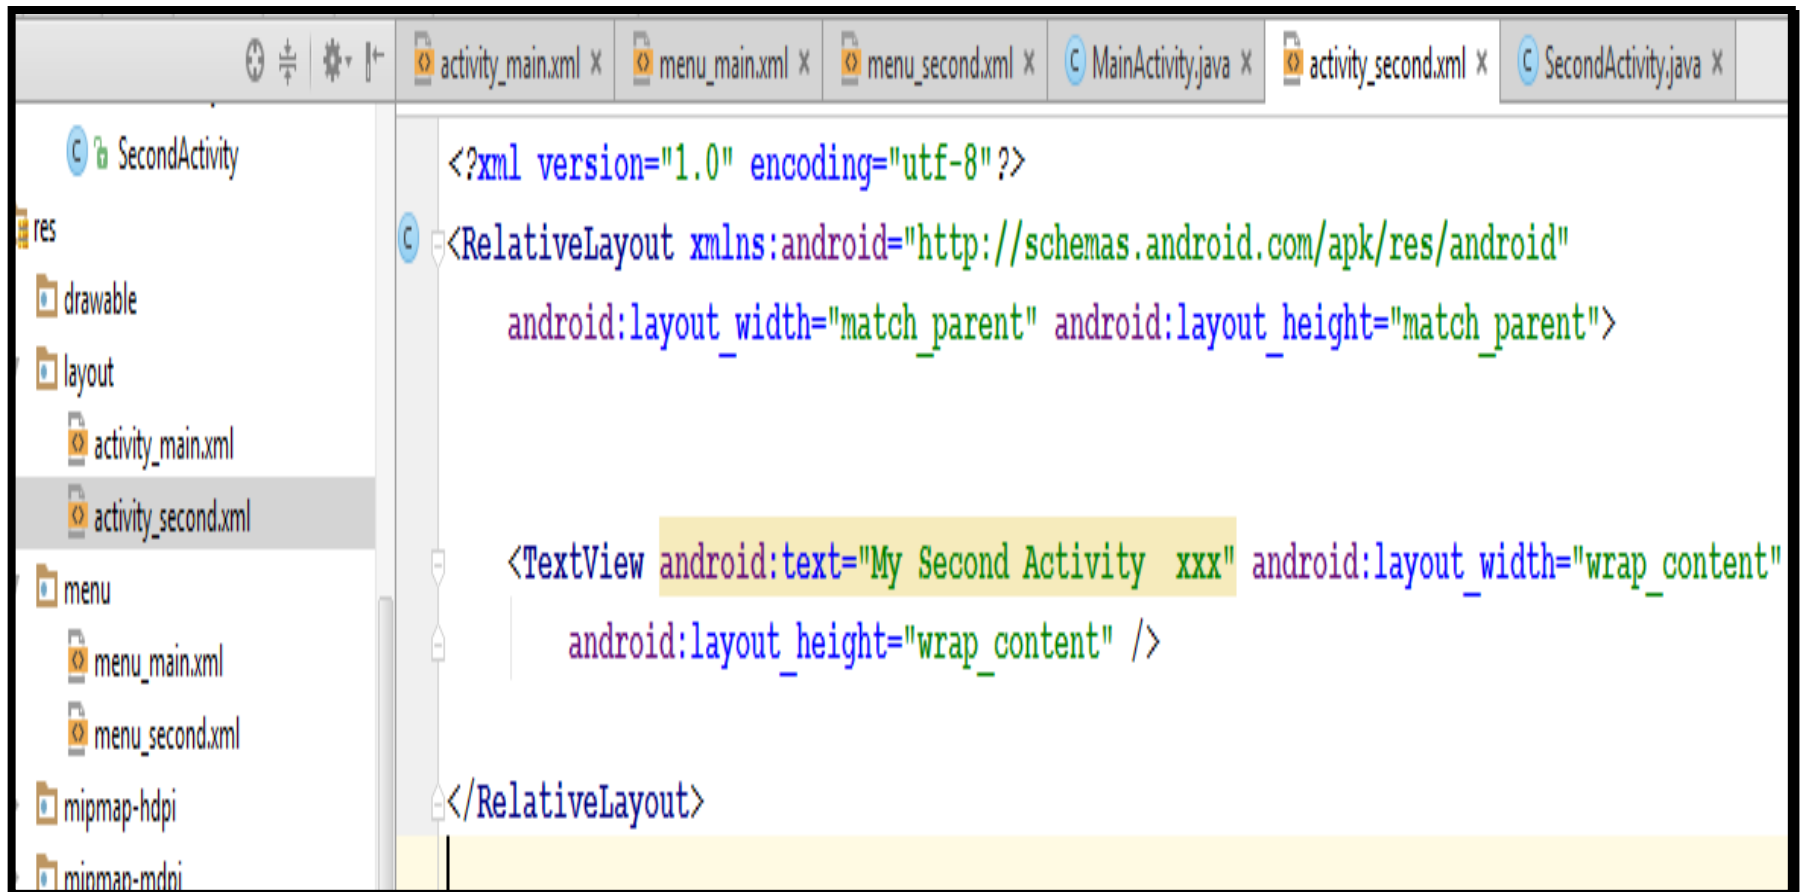 activity_main.xml × menu_main.xml × menu_second.xml × MainActivity.java × activity_second.xml × SecondActivity.java ×
SecondActivity
res
drawable
layout
activity_main.xml
activity_second.xml
menu
menu_main.xml
menu_second.xml
mipmap-hdpi
mipmap-mdpi
<?xml version="1.0" encoding="utf-8"?>
<RelativeLayout xmlns:android="http://schemas.android.com/apk/res/android"
android:layout_width="match_parent" android:layout_height="match_parent">
<TextView android:text="My Second Activity  xxx" android:layout_width="wrap_content"
android:layout_height="wrap_content" />
</RelativeLayout>